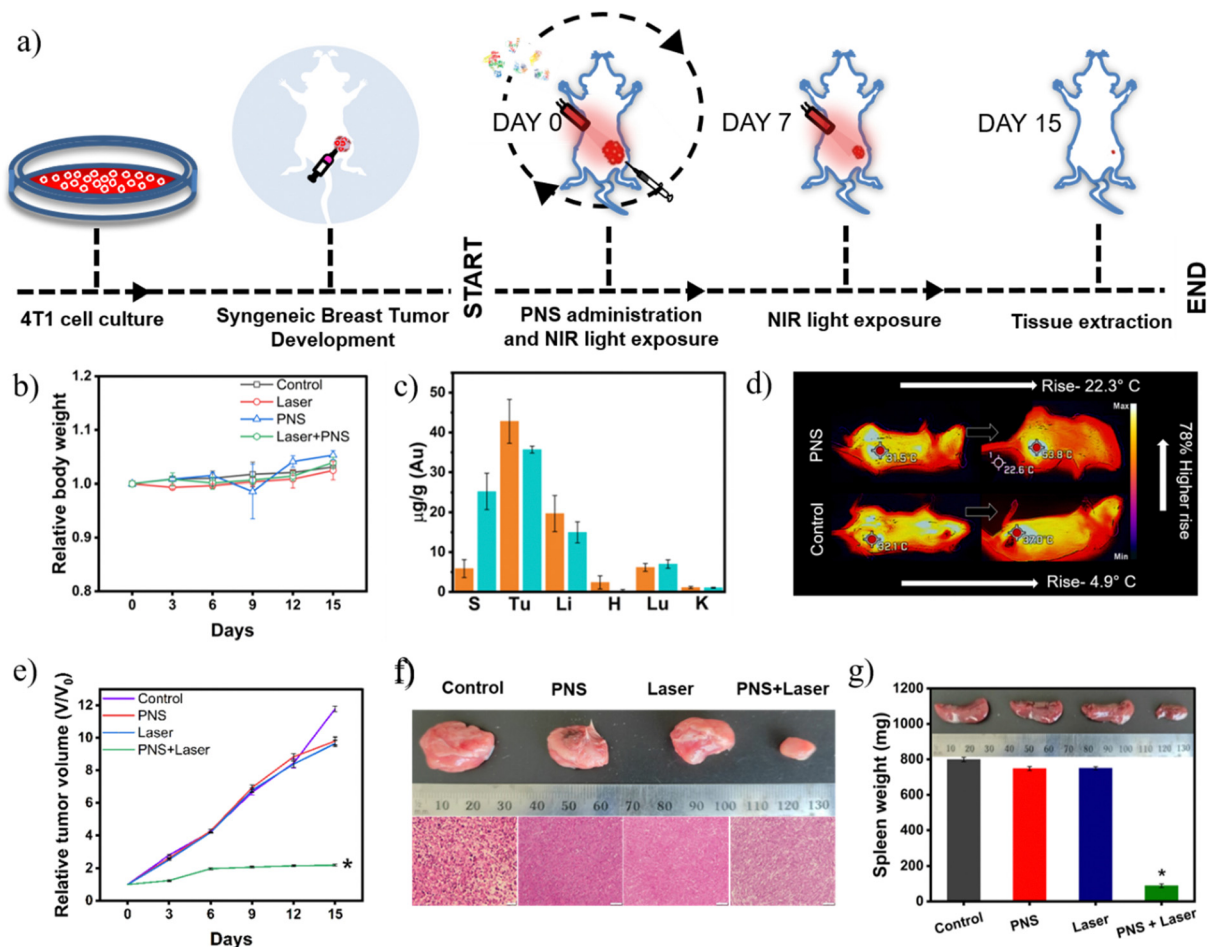 a)
DAY 0
DAY 7
DAY 15
START
END
4T1 cell culture
Syngeneic Breast Tumor
Development
PNS administration
and NIR light exposure
NIR light exposure
Tissue extraction
b)
1.2
1.1
1.0
0.9
0.8
Relative body weight
Control
Laser
PNS
Laser+PNS
0 3 6 9 12 15
Days
c)
50
40
30
20
10
0
µg/g (Au)
S Tu Li H Lu K
d)
Rise- 22.3° C
PNS
31.5 C
1
22.6 C
53.8 C
Control
32.1 C
37.0°C
Rise- 4.9° C
Max
Min
78% Higher rise
e)
12
10
8
6
4
2
0
Relative tumor volume (V/V0)
Control
PNS
Laser
PNS+Laser
*
0 3 6 9 12 15
Days
f)
Control PNS Laser PNS+Laser
10 20 30 40 50 60 70 80 90 100 110 120 130
g)
1200
1000
800
600
400
200
0
Spleen weight (mg)
10 20 30 40 50 60 70 80 90 100 110 120 130
*
Control PNS Laser PNS + Laser